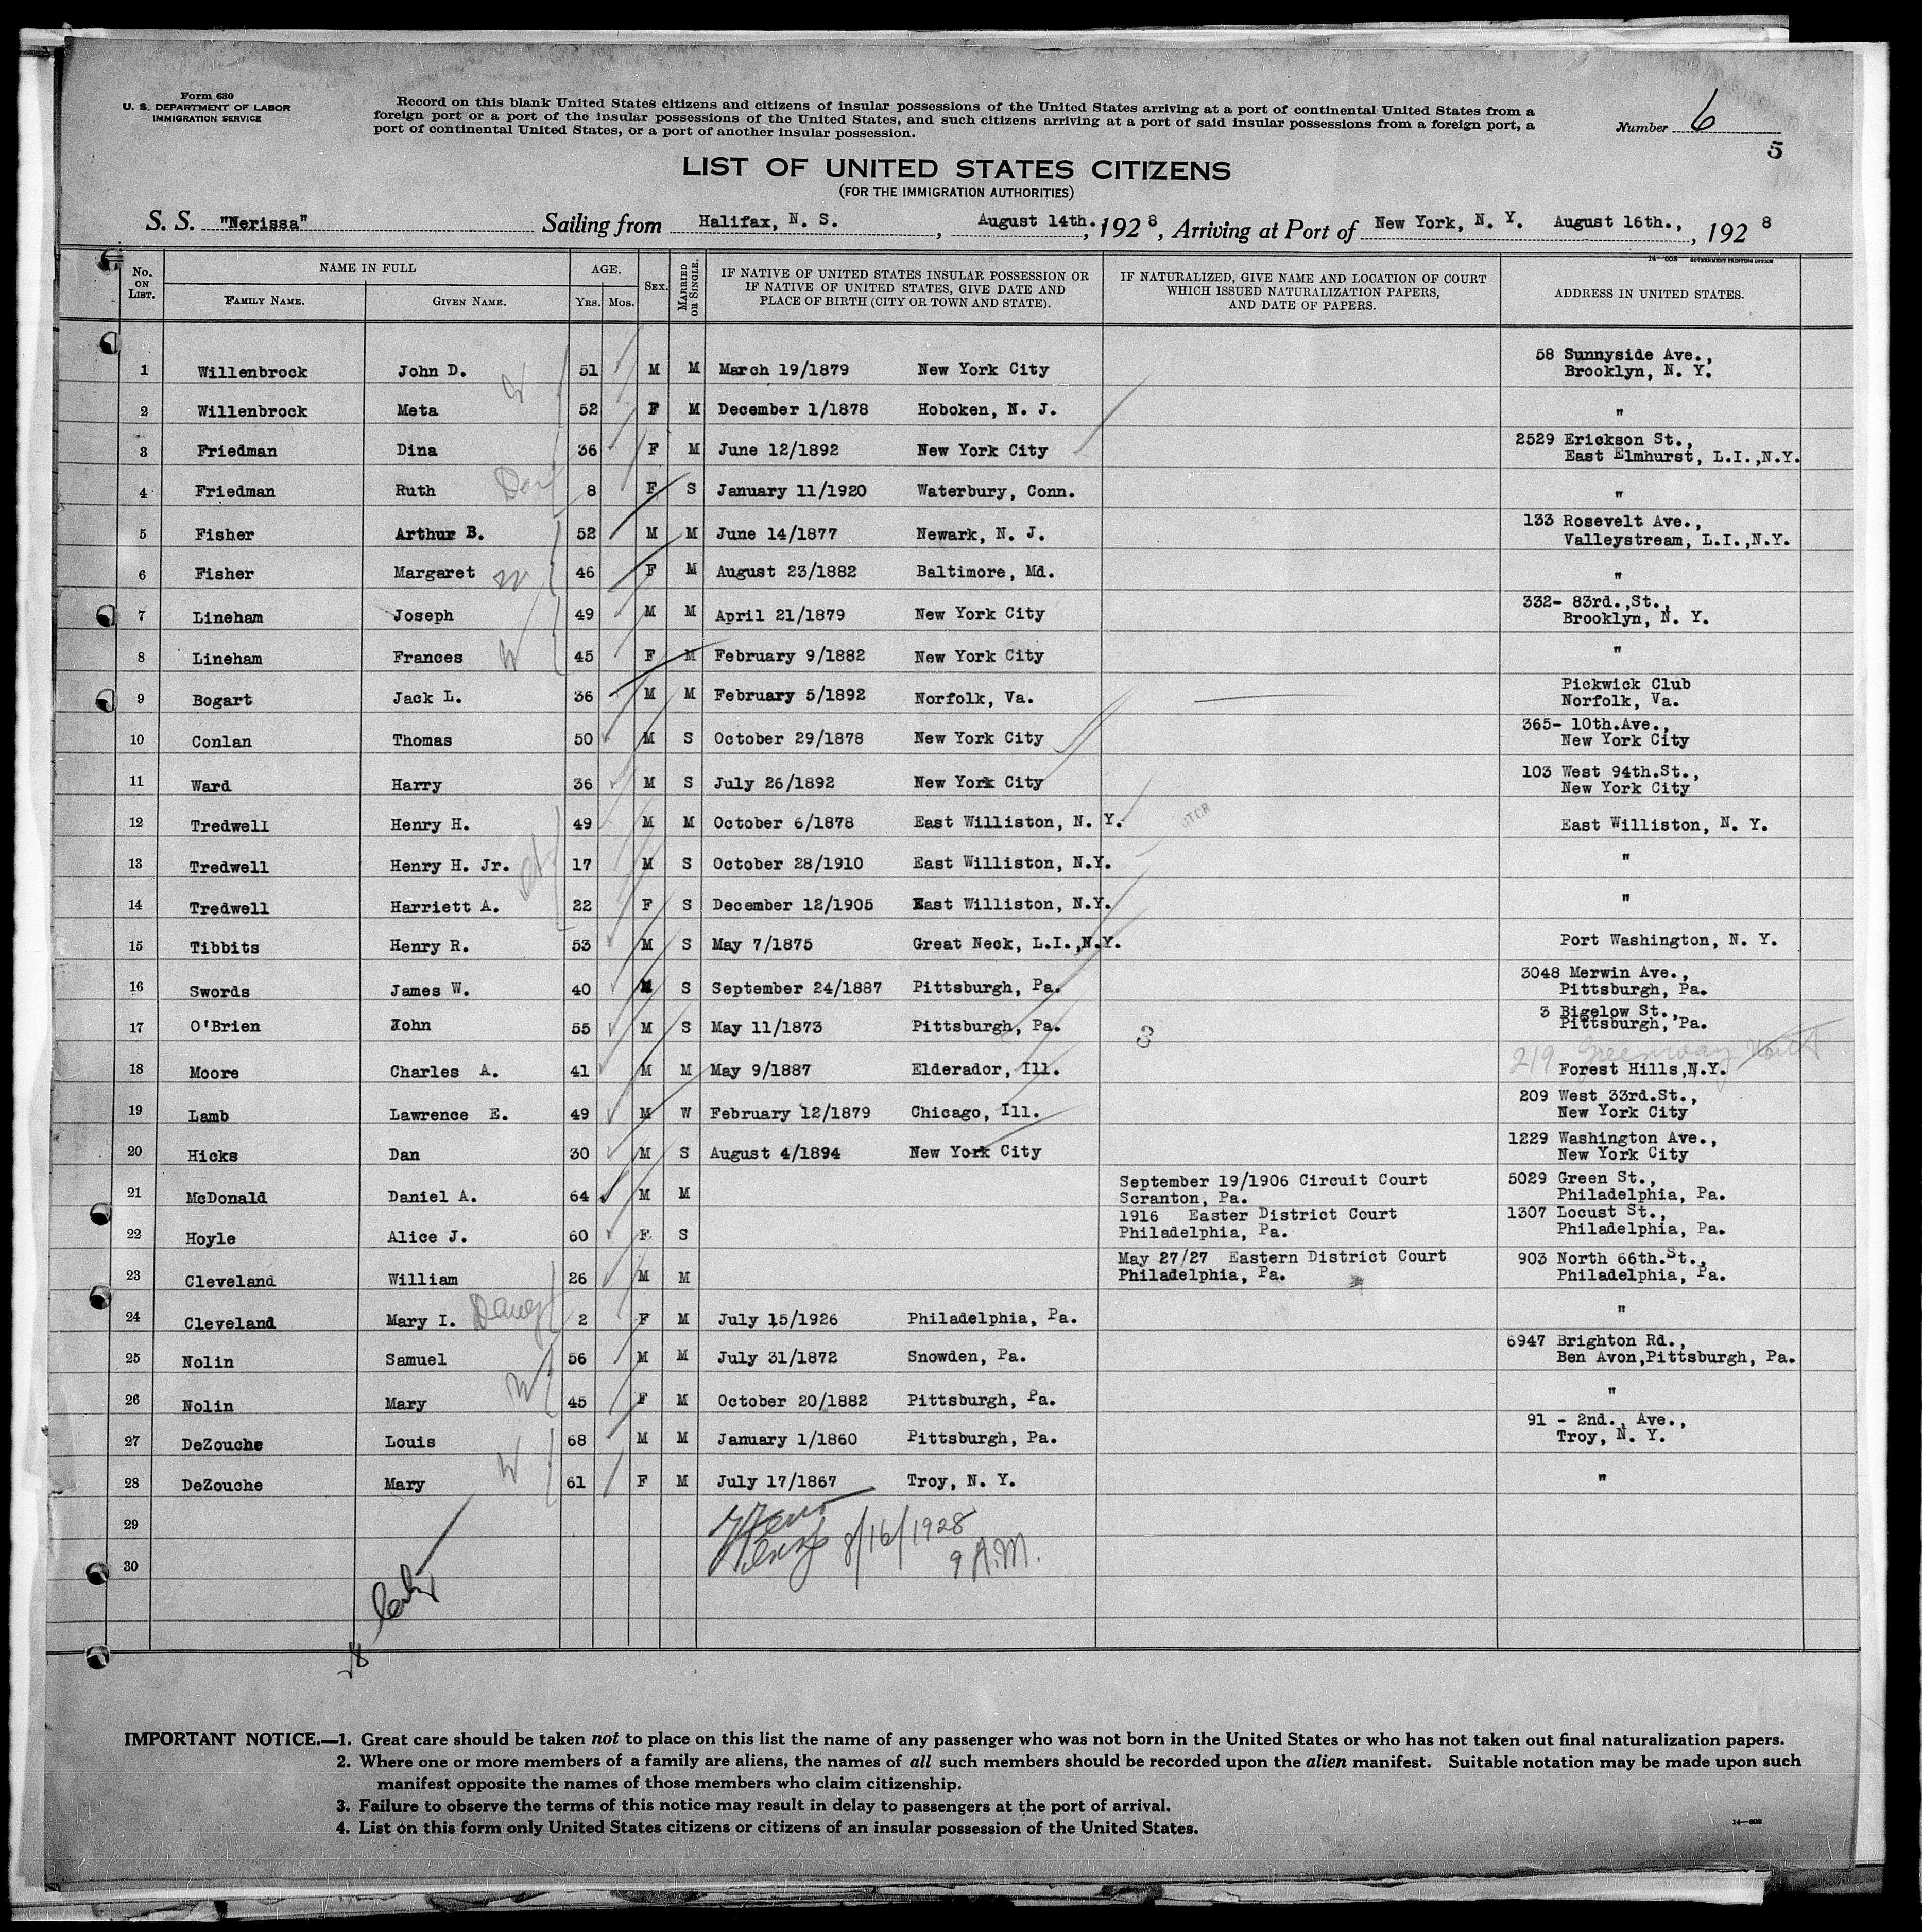 Form 630
U. S. DEPARTMENT OF LABOR
IMMIGRATION SERVICE
Record on this blank United States citizens and citizens of insular possessions of the United States arriving at a port of continental United States from a
foreign port or a port of the insular possessions of the United States, and such citizens arriving at a port of said insular possessions from a foreign port, a
port of continental United States, or a port of another insular possession.
Number 6
5
LIST OF UNITED STATES CITIZENS
(FOR THE IMMIGRATION AUTHORITIES)
S. S. "Nerissa" Sailing from Halifax, N. S. , August 14th. , 192 8 , Arriving at Port of New York, N. Y. August 16th., , 192 8
GOVERNMENT PRINTING OFFICE
No. ON LIST. NAME IN FULL AGE. SEX. MARRIED OR SINGLE. IF NATIVE OF UNITED STATES INSULAR POSSESSION OR IF NATIVE OF UNITED STATES, GIVE DATE AND PLACE OF BIRTH (CITY OR TOWN AND STATE). IF NATURALIZED, GIVE NAME AND LOCATION OF COURT WHICH ISSUED NATURALIZATION PAPERS, AND DATE OF PAPERS. ADDRESS IN UNITED STATES.
FAMILY NAME. GIVEN NAME. YRS. MOS.
1 Willenbrock John D. 51 M M March 19/1879 New York City 58 Sunnyside Ave., Brooklyn, N. Y.
2 Willenbrock Meta 52 F M December 1/1878 Hoboken, N. J. "
3 Friedman Dina 36 F M June 12/1892 New York City 2529 Erickson St., East Elmhurst, L.I.,N.Y.
4 Friedman Ruth 8 F S January 11/1920 Waterbury, Conn. "
5 Fisher Arthur B. 52 M M June 14/1877 Newark, N. J. 133 Rosevelt Ave., Valleystream, L.I.,N.Y.
6 Fisher Margaret W 46 F M August 23/1882 Baltimore, Md. "
7 Lineham Joseph 49 M M April 21/1879 New York City 332- 83rd.,St., Brooklyn, N. Y.
8 Lineham Frances W 45 F M February 9/1882 New York City "
9 Bogart Jack L. 36 M M February 5/1892 Norfolk, Va. Pickwick Club Norfolk, Va.
10 Conlan Thomas 50 M S October 29/1878 New York City 365- 10th.Ave., New York City
11 Ward Harry 36 M S July 26/1892 New York City 103 West 94th.St., New York City
12 Tredwell Henry H. 49 M M October 6/1878 East Williston, N. Y. East Williston, N. Y.
13 Tredwell Henry H. Jr. 17 M S October 28/1910 East Williston, N.Y. "
14 Tredwell Harriett A. 22 F S December 12/1905 East Williston, N.Y. "
15 Tibbits Henry R. 53 M S May 7/1875 Great Neck, L.I.,N.Y. Port Washington, N. Y.
16 Swords James W. 40 M S September 24/1887 Pittsburgh, Pa. 3048 Merwin Ave., Pittsburgh, Pa.
17 O'Brien John 55 M S May 11/1873 Pittsburgh, Pa. 3 3 Bigelow St., Pittsburgh, Pa.
18 Moore Charles A. 41 M M May 9/1887 Elderador, Ill. 219 Greenway Forest Hills,N.Y.
19 Lamb Lawrence E. 49 M W February 12/1879 Chicago, Ill. 209 West 33rd.St., New York City
20 Hicks Dan 30 M S August 4/1894 New York City 1229 Washington Ave., New York City
21 McDonald Daniel A. 64 M M September 19/1906 Circuit Court Scranton, Pa. 5029 Green St., Philadelphia, Pa.
22 Hoyle Alice J. 60 F S 1916 Easter District Court Philadelphia, Pa. 1307 Locust St., Philadelphia, Pa.
23 Cleveland William 26 M M May 27/27 Eastern District Court Philadelphia, Pa. 903 North 66th.St., Philadelphia, Pa.
24 Cleveland Mary I. Daug 2 F M July 15/1926 Philadelphia, Pa. "
25 Nolin Samuel 56 M M July 31/1872 Snowden, Pa. 6947 Brighton Rd., Ben Avon,Pittsburgh, Pa.
26 Nolin Mary W 45 F M October 20/1882 Pittsburgh, Pa. "
27 DeZouche Louis 68 M M January 1/1860 Pittsburgh, Pa. 91 - 2nd., Ave., Troy, N. Y.
28 DeZouche Mary W 61 F M July 17/1867 Troy, N. Y. "
29
30
8/16/1928
9 A.M.
IMPORTANT NOTICE.—1. Great care should be taken not to place on this list the name of any passenger who was not born in the United States or who has not taken out final naturalization papers.
2. Where one or more members of a family are aliens, the names of all such members should be recorded upon the alien manifest. Suitable notation may be made upon such
manifest opposite the names of those members who claim citizenship.
3. Failure to observe the terms of this notice may result in delay to passengers at the port of arrival.
4. List on this form only United States citizens or citizens of an insular possession of the United States.